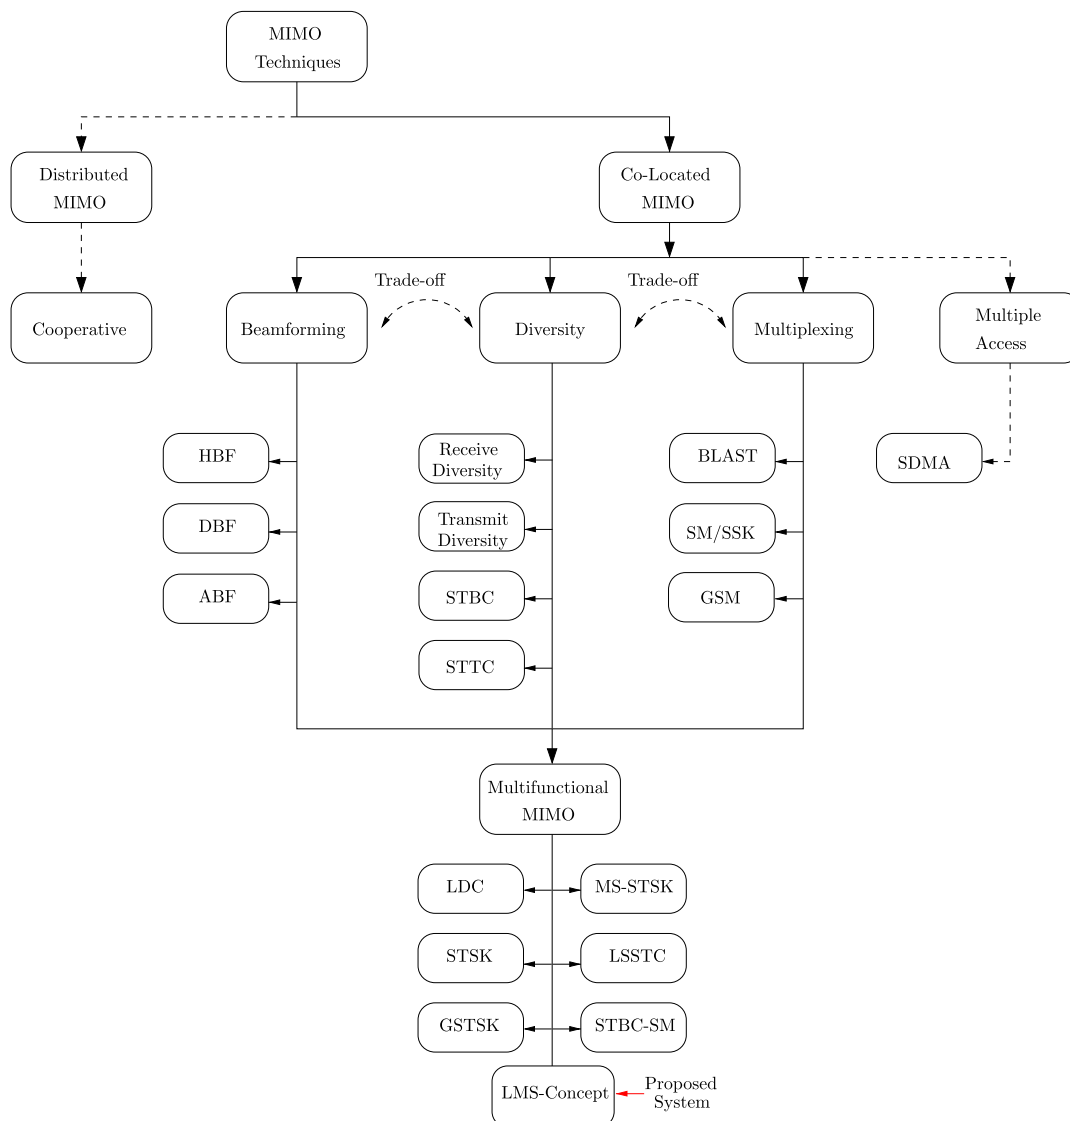 MIMO
Techniques
Distributed
MIMO
Co-Located
MIMO
Trade-off
Trade-off
Cooperative
Beamforming
Diversity
Multiplexing
Multiple
Access
HBF
Receive
Diversity
BLAST
SDMA
DBF
Transmit
Diversity
SM/SSK
ABF
STBC
GSM
STTC
Multifunctional
MIMO
LDC
MS-STSK
STSK
LSSTC
GSTSK
STBC-SM
LMS-Concept
Proposed
System